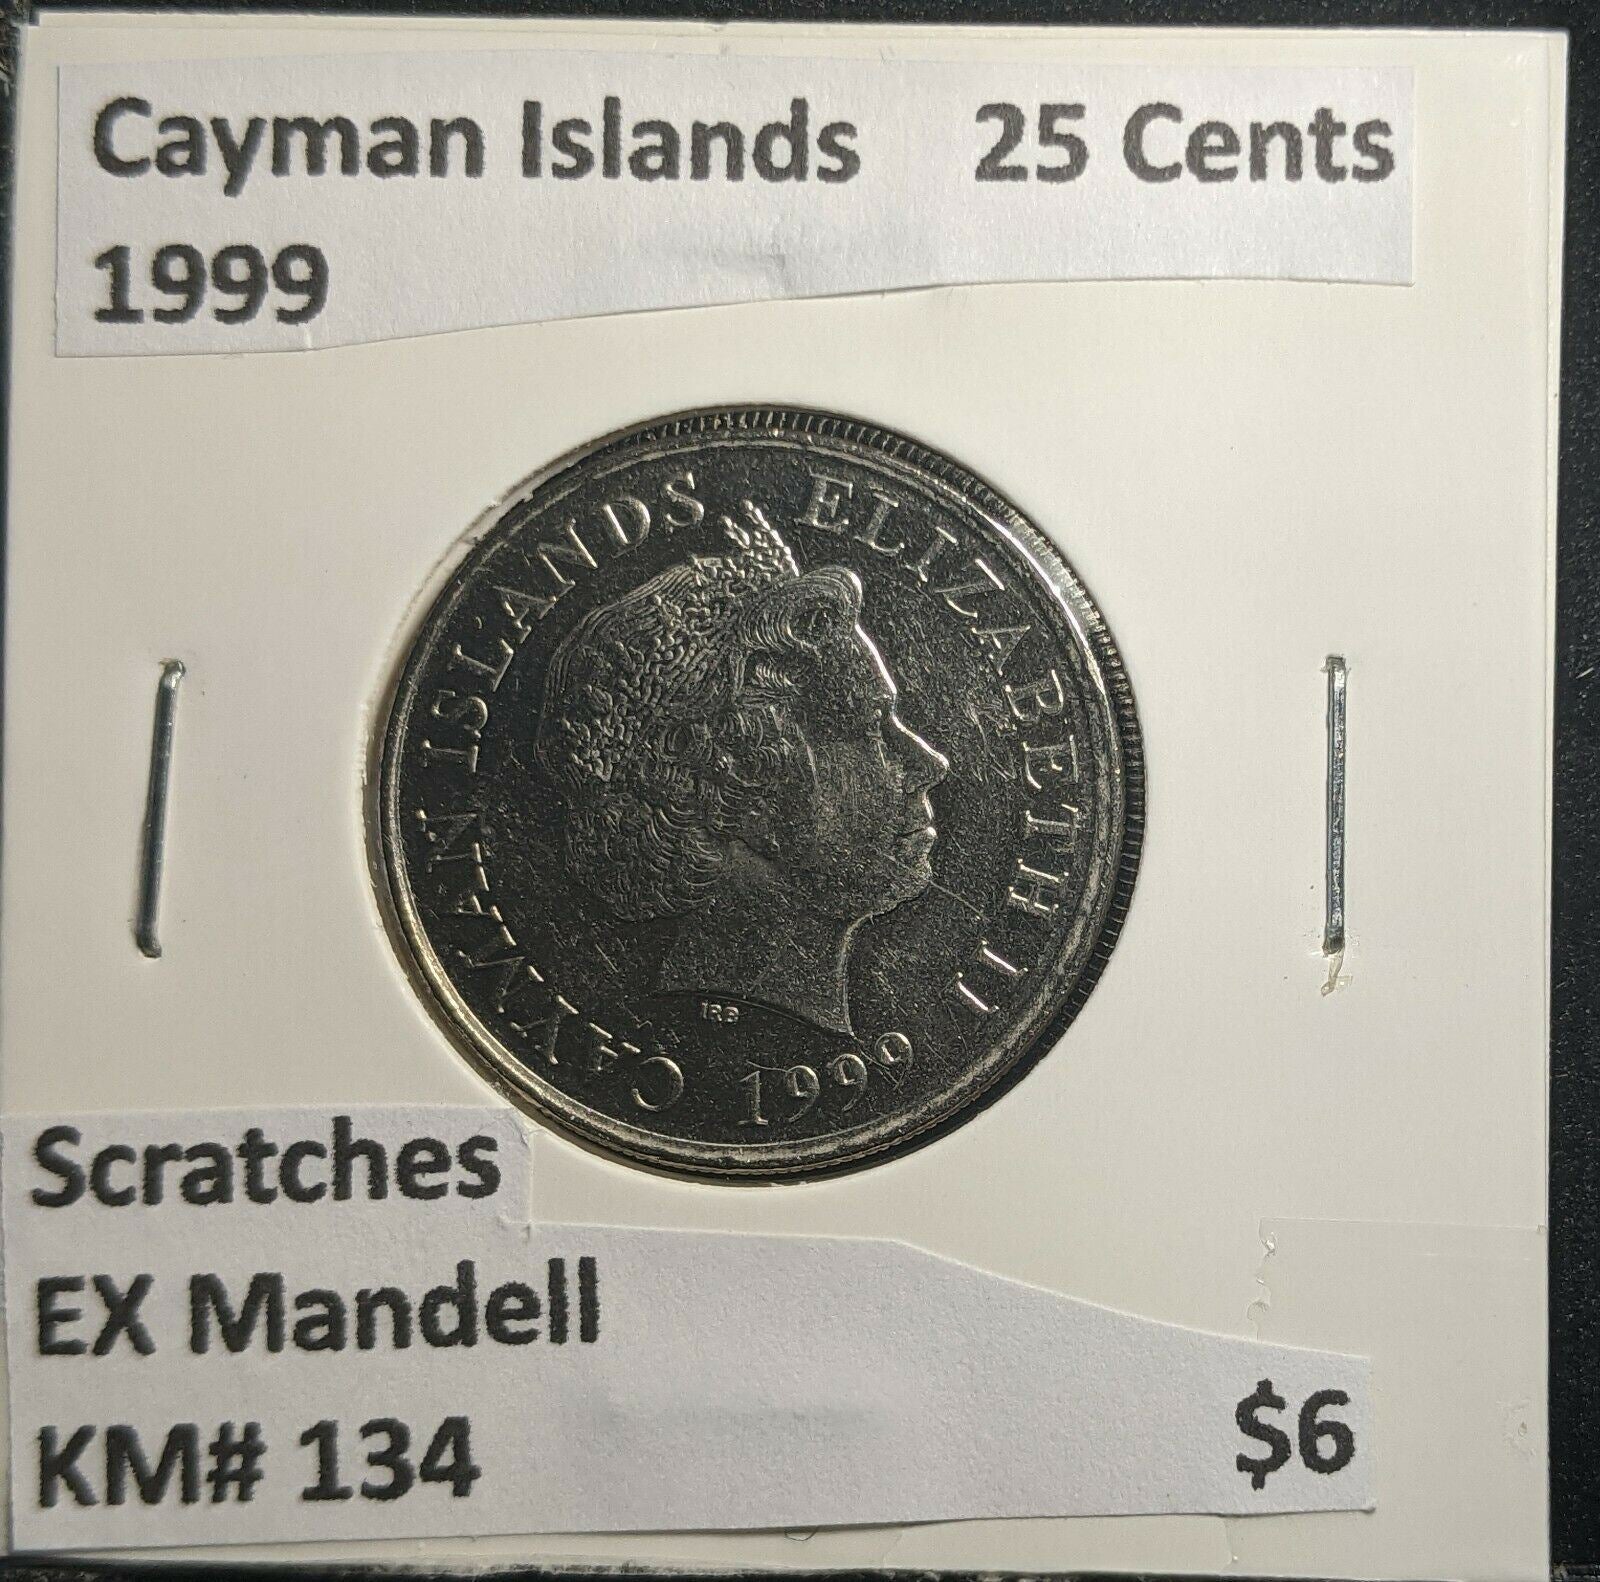 Cayman Islands 25 Cents
1999
CAYMAN ISLANDS ELIZABETH II
IRB
1999
Scratches
EX Mandell
KM# 134 $6